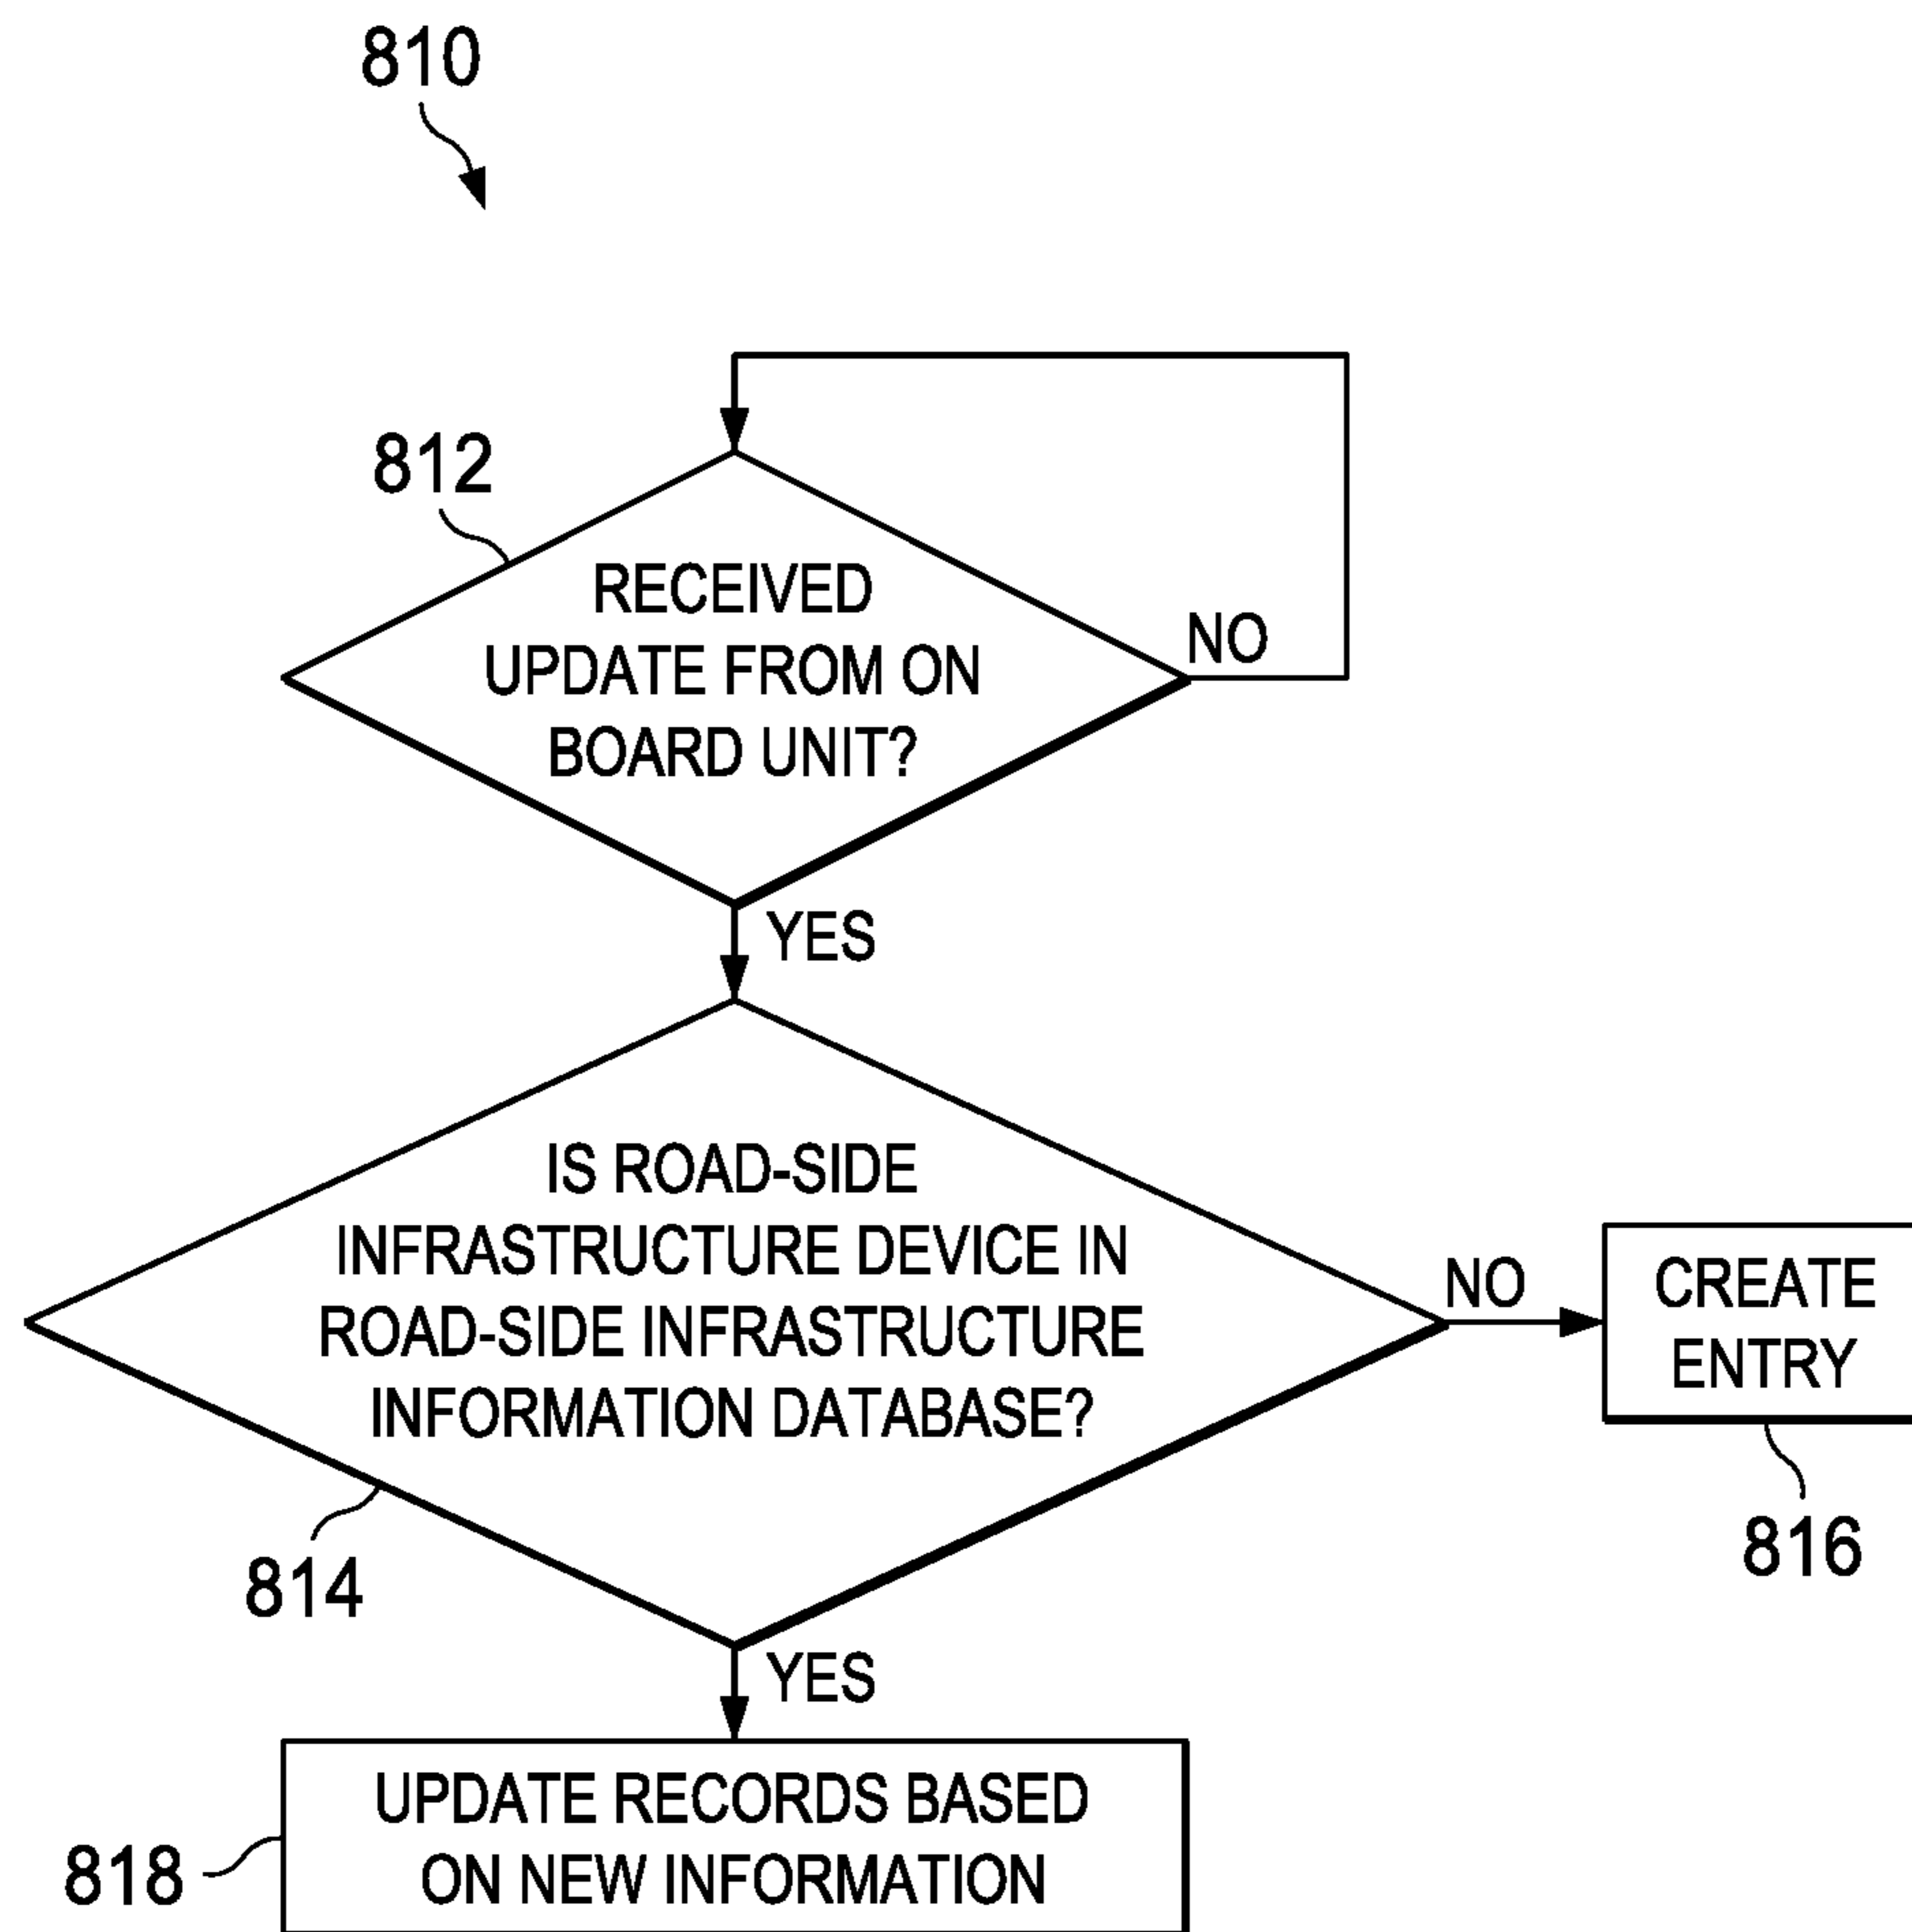 810
812
RECEIVED
UPDATE FROM ON
BOARD UNIT?
NO
YES
IS ROAD-SIDE
INFRASTRUCTURE DEVICE IN
ROAD-SIDE INFRASTRUCTURE
INFORMATION DATABASE?
NO
CREATE
ENTRY
816
814
YES
UPDATE RECORDS BASED
ON NEW INFORMATION
818